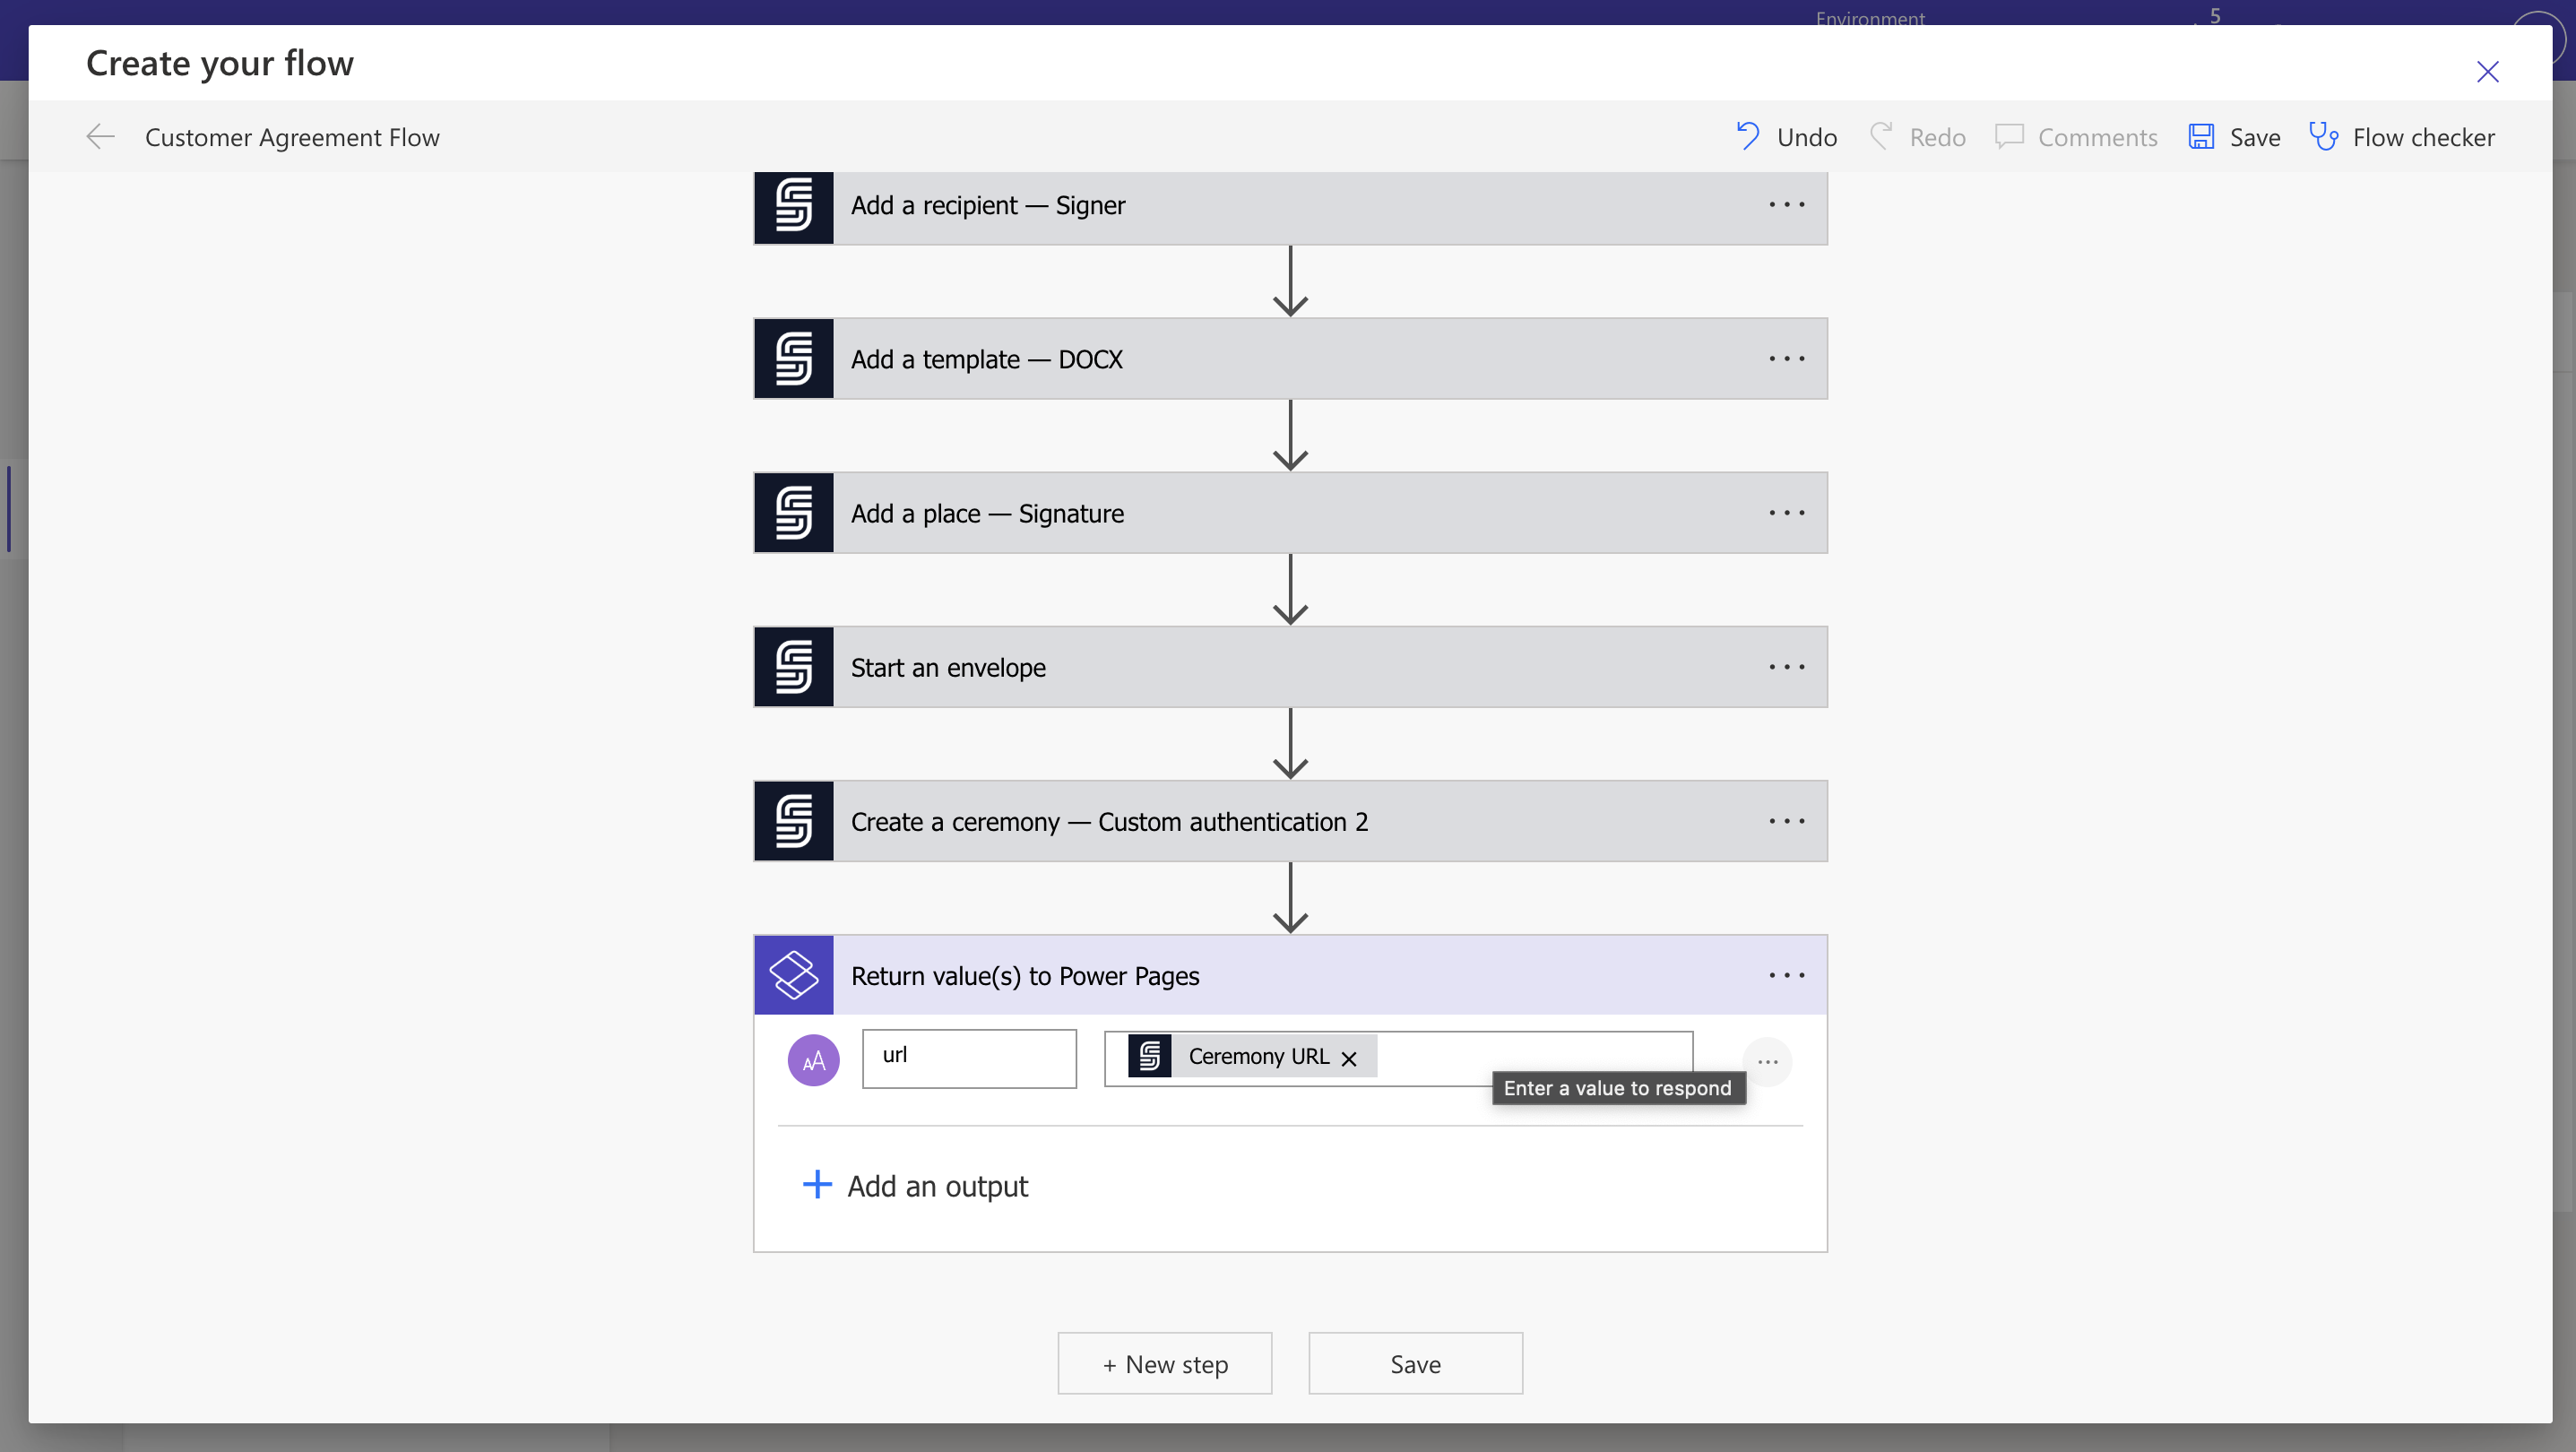 Environment
5
Create your flow
Customer Agreement Flow
Undo
Redo
Comments
Save
Flow checker
Add a recipient — Signer
Add a template — DOCX
Add a place — Signature
Start an envelope
Create a ceremony — Custom authentication 2
Return value(s) to Power Pages
AA
url
Ceremony URL
Enter a value to respond
Add an output
+ New step
Save